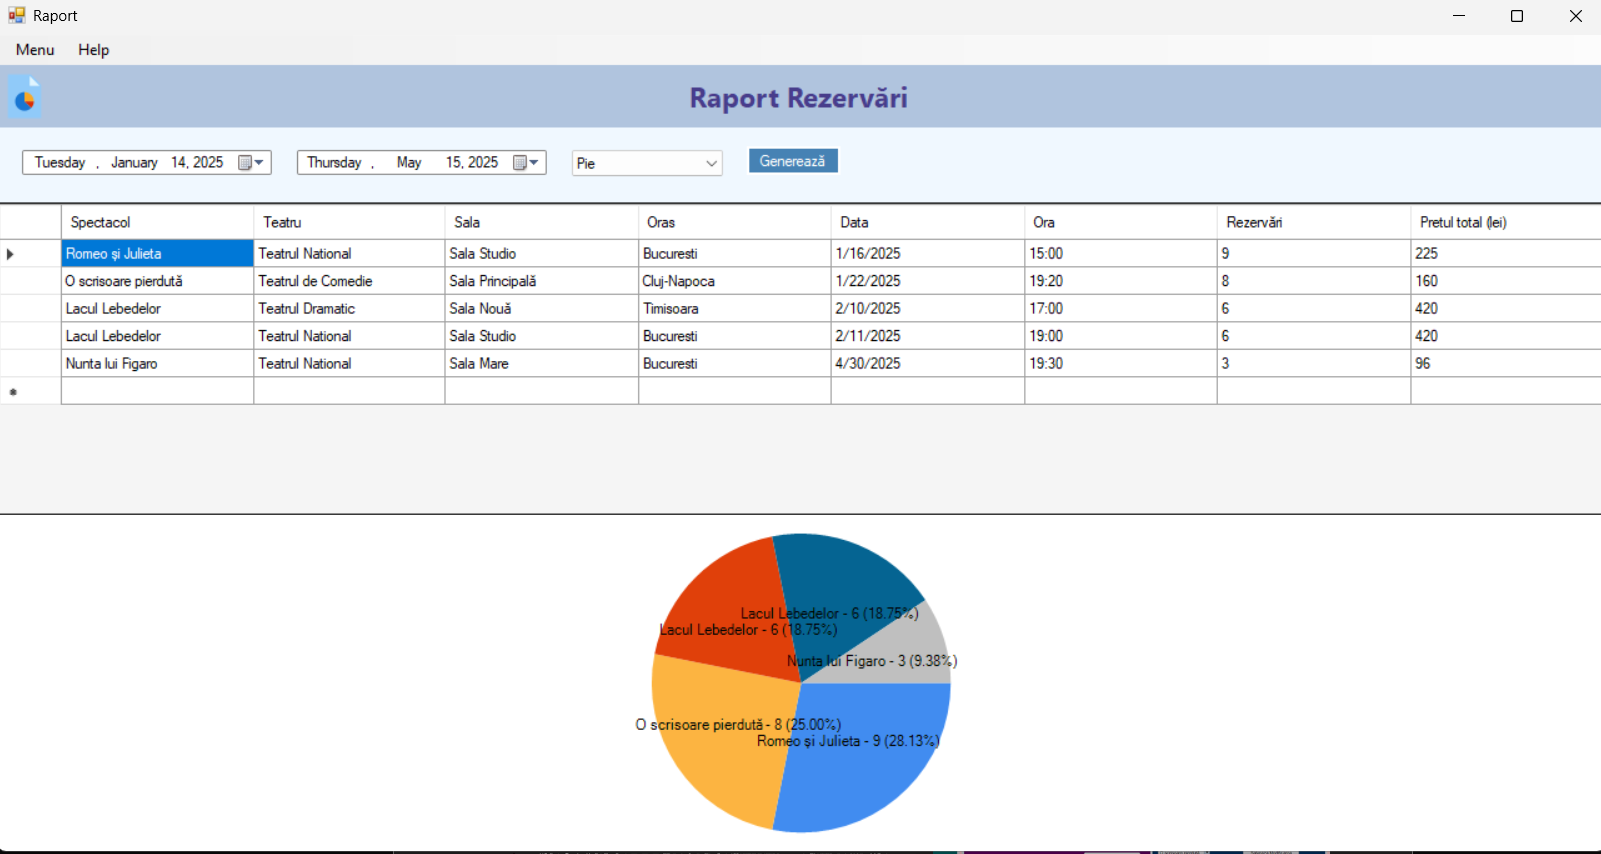 Raport
Menu Help
Raport Rezervări
Tuesday , January 14, 2025 Thursday , May 15, 2025 Pie Generează
Spectacol Teatru Sala Oras Data Ora Rezervări Pretul total (lei)
Romeo și Julieta Teatrul National Sala Studio Bucuresti 1/16/2025 15:00 9 225
O scrisoare pierdută Teatrul de Comedie Sala Principală Cluj-Napoca 1/22/2025 19:20 8 160
Lacul Lebedelor Teatrul Dramatic Sala Nouă Timisoara 2/10/2025 17:00 6 420
Lacul Lebedelor Teatrul National Sala Studio Bucuresti 2/11/2025 19:00 6 420
Nunta lui Figaro Teatrul National Sala Mare Bucuresti 4/30/2025 19:30 3 96
Lacul Lebedelor - 6 (18.75%)
Lacul Lebedelor - 6 (18.75%)
Nunta lui Figaro - 3 (9.38%)
O scrisoare pierdută - 8 (25.00%)
Romeo și Julieta - 9 (28.13%)